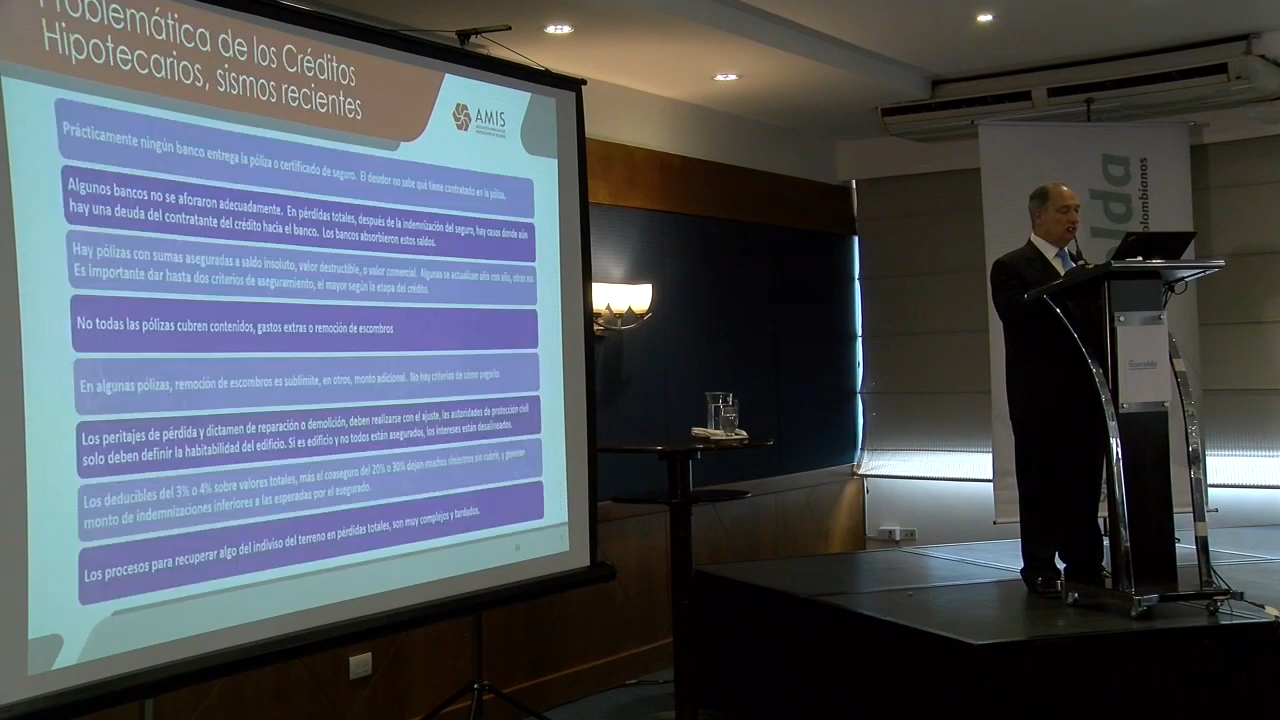 Problemática de los Créditos
Hipotecarios, sismos recientes
AMIS
Prácticamente ningún banco entrega la póliza o certificado de seguro. El deudor no sabe qué tiene contratado en la póliza.
Algunos bancos no se aforaron adecuadamente. En pérdidas totales, después de la indemnización del seguro, hay casos donde aún
hay una deuda del contratante del crédito hacia el banco. Los bancos absorbieron estos saldos.
Hay pólizas con sumas aseguradas a saldo insoluto, valor destructible, o valor comercial. Algunas se actualizan año con año, otras no.
Es importante dar hasta dos criterios de aseguramiento, el mayor según la etapa del crédito.
No todas las pólizas cubren contenidos, gastos extras o remoción de escombros
En algunas pólizas, remoción de escombros es sublímite, en otros, monto adicional. No hay criterios de cómo pagarlo.
Los peritajes de pérdida y dictamen de reparación o demolición, deben realizarse con el ajuste, las autoridades de protección civil
solo deben definir la habitabilidad del edificio. Si es edificio y no todos están asegurados, los intereses están desalineados.
Los deducibles del 3% o 4% sobre valores totales, más el coaseguro del 20% o 30% dejan muchos siniestros sin cubrir, y generan
monto de indemnizaciones inferiores a las esperadas por el asegurado.
Los procesos para recuperar algo del indiviso del terreno en pérdidas totales, son muy complejos y tardados.
lda
olombianos